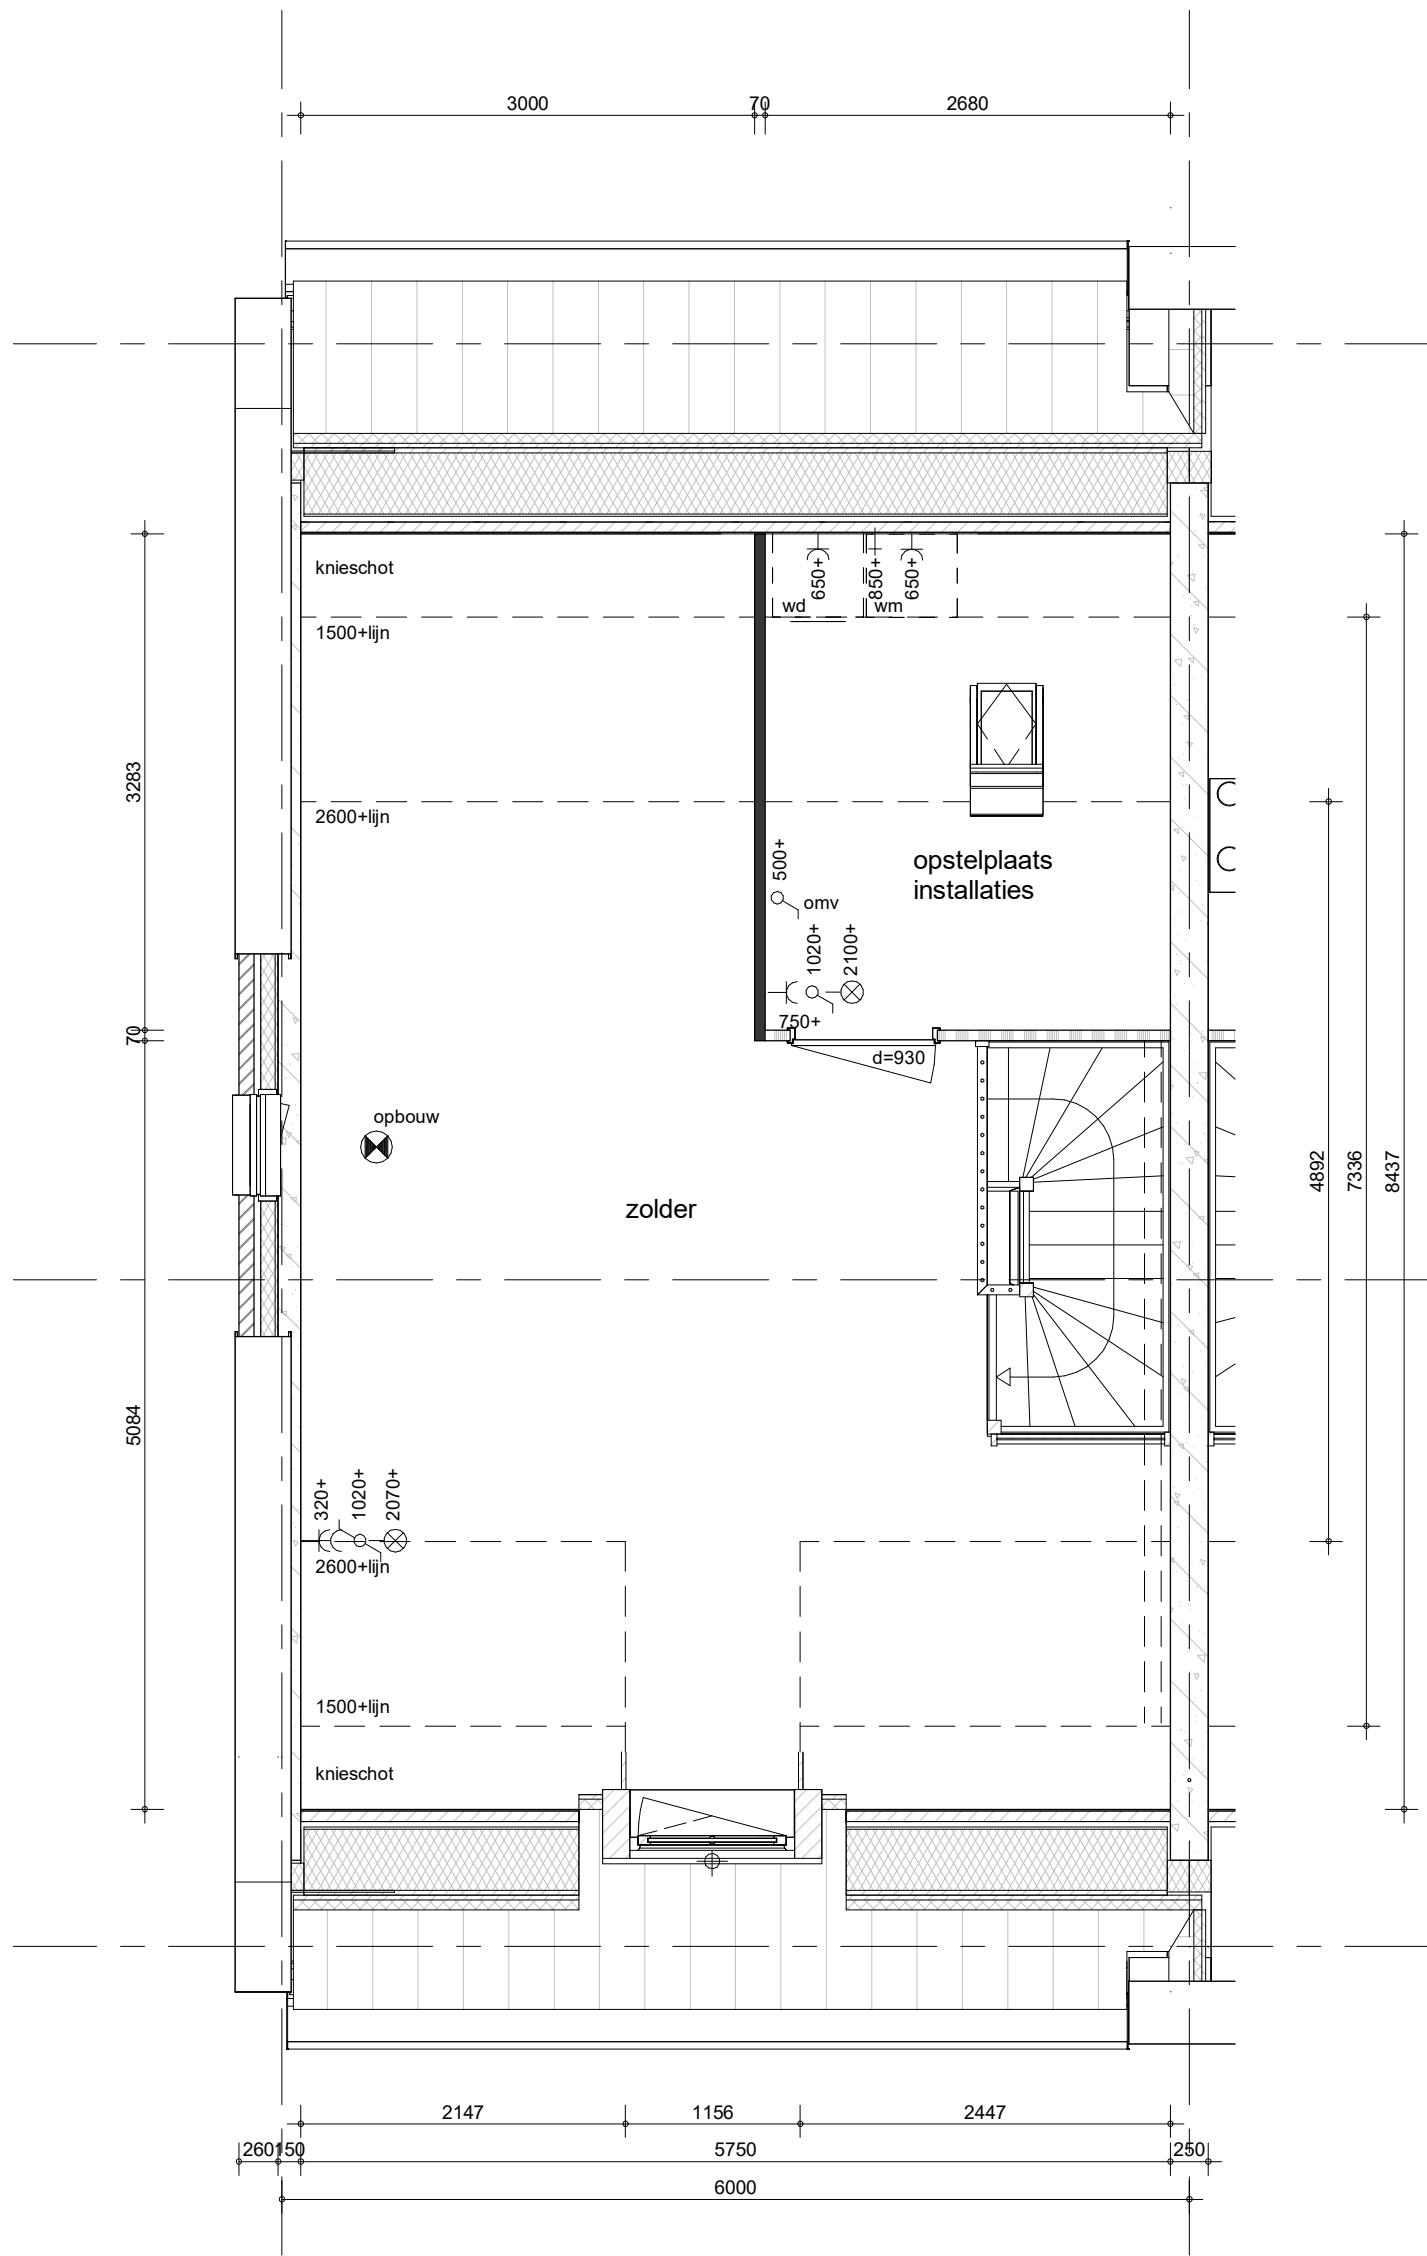 3000
70
2680
knieschot
650+
850+
650+
wd
wm
1500+lijn
3283
2600+lijn
500+
opstelplaats
installaties
omv
1020+
2100+
750+
70
d=930
opbouw
zolder
4892
7336
8437
5084
320+
1020+
2070+
2600+lijn
1500+lijn
knieschot
2147
1156
2447
260
150
5750
250
6000